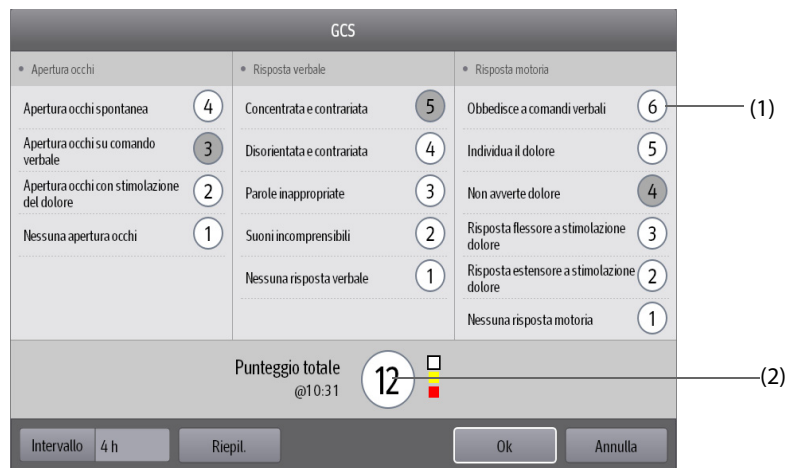 GCS
Apertura occhi
Apertura occhi spontanea 4
Apertura occhi su comando
verbale 3
Apertura occhi con stimolazione
del dolore 2
Nessuna apertura occhi 1
Risposta verbale
Concentrata e contrariata 5
Disorientata e contrariata 4
Parole inappropriate 3
Suoni incomprensibili 2
Nessuna risposta verbale 1
Risposta motoria
Obbedisce a comandi verbali 6
(1)
Individua il dolore 5
Non avverte dolore 4
Risposta flessore a stimolazione
dolore 3
Risposta estensore a stimolazione
dolore 2
Nessuna risposta motoria 1
Punteggio totale
@10:31
12
(2)
Intervallo 4 h
Riepil.
Ok
Annulla